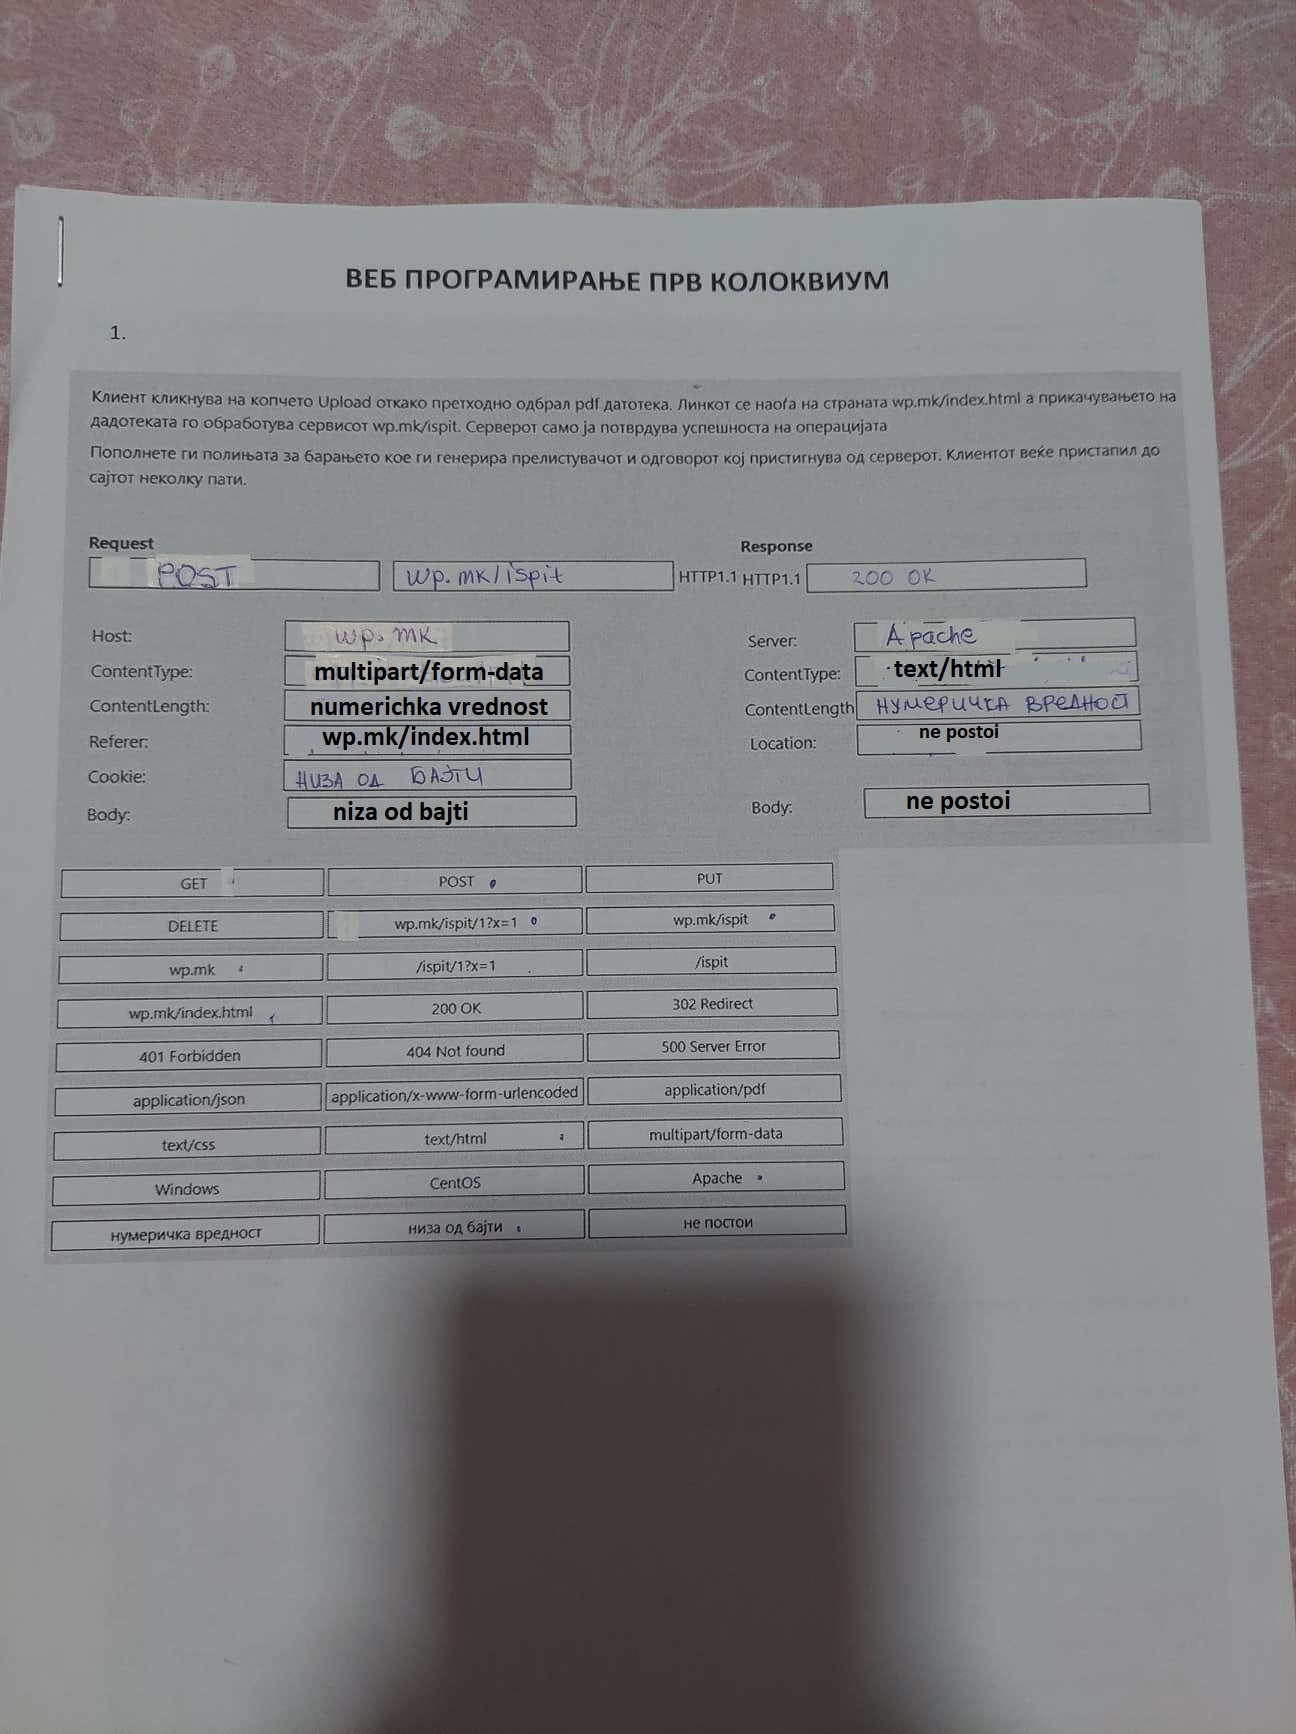 ВЕБ ПРОГРАМИРАЊЕ ПРВ КОЛОКВИУМ
1.
Клиент кликнува на копчето Upload откако претходно одбрал pdf датотека. Линкот се наоѓа на страната wp.mk/index.html а прикачувањето на
дадотеката го обработува сервисот wp.mk/ispit. Серверот само ја потврдува успешноста на операцијата
Пополнете ги полињата за барањето кое ги генерира прелистувачот и одговорот кој пристигнува од серверот. Клиентот веќе пристапил до
сајтот неколку пати.
Request
Response
POST wp.mk/ispit HTTP1.1 HTTP1.1 200 OK
Host: wp.mk
Server: Apache
ContentType: multipart/form-data
ContentType: text/html
ContentLength: numerichka vrednost
ContentLength НУМЕРИЧКА ВРЕДНОСТ
Referer: wp.mk/index.html
Location: ne postoi
Cookie: НИЗА ОД БАЈТИ
Body: niza od bajti
Body: ne postoi
GET POST PUT
DELETE wp.mk/ispit/1?x=1 wp.mk/ispit
wp.mk /ispit/1?x=1 /ispit
wp.mk/index.html 200 OK 302 Redirect
401 Forbidden 404 Not found 500 Server Error
application/json application/x-www-form-urlencoded application/pdf
text/css text/html multipart/form-data
Windows CentOS Apache
нумеричка вредност низа од бајти не постои